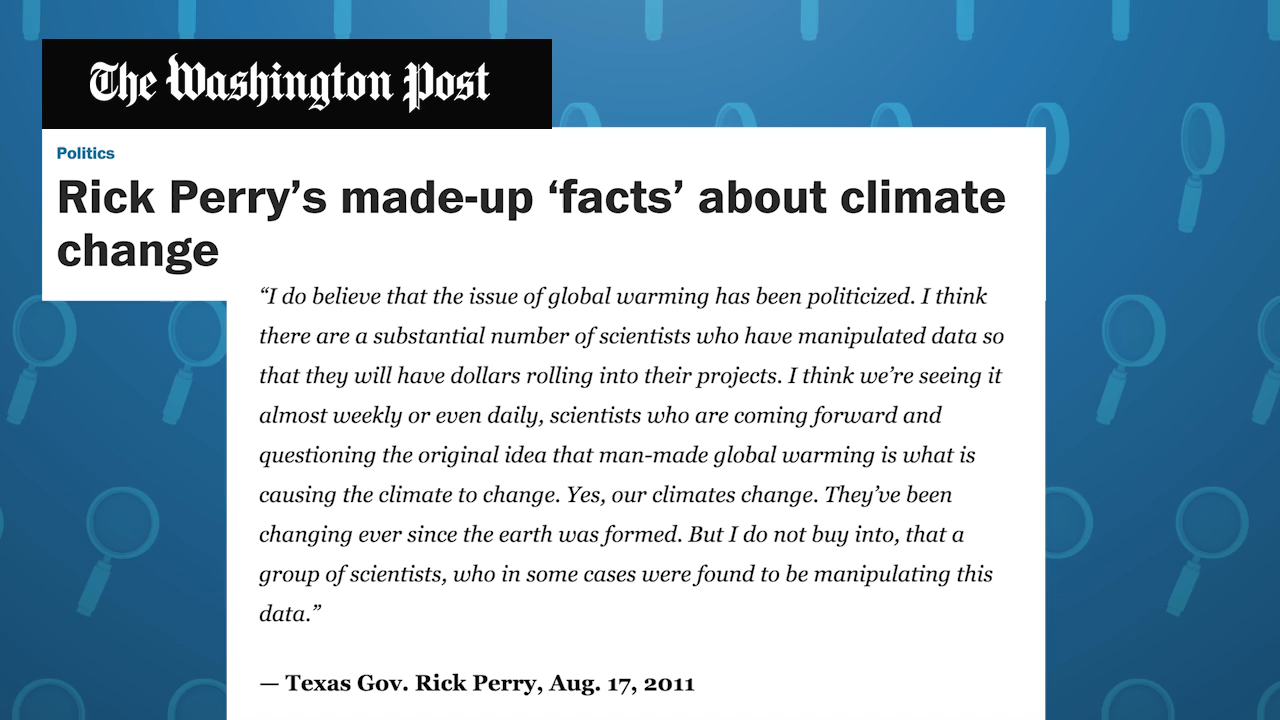 The Washington Post
Politics
Rick Perry’s made-up ‘facts’ about climate
change
“I do believe that the issue of global warming has been politicized. I think
there are a substantial number of scientists who have manipulated data so
that they will have dollars rolling into their projects. I think we’re seeing it
almost weekly or even daily, scientists who are coming forward and
questioning the original idea that man-made global warming is what is
causing the climate to change. Yes, our climates change. They’ve been
changing ever since the earth was formed. But I do not buy into, that a
group of scientists, who in some cases were found to be manipulating this
data.”
— Texas Gov. Rick Perry, Aug. 17, 2011